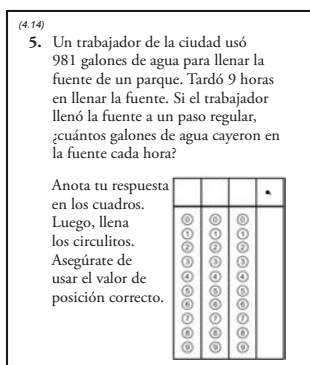 (4.14)
5. Un trabajador de la ciudad usó
981 galones de agua para llenar la
fuente de un parque. Tardó 9 horas
en llenar la fuente. Si el trabajador
llenó la fuente a un paso regular,
¿cuántos galones de agua cayeron en
la fuente cada hora?
Anota tu respuesta
en los cuadros.
Luego, llena
los circulitos.
Asegúrate de
usar el valor de
posición correcto.
.
0 0 0
1 1 1
2 2 2
3 3 3
4 4 4
5 5 5
6 6 6
7 7 7
8 8 8
9 9 9